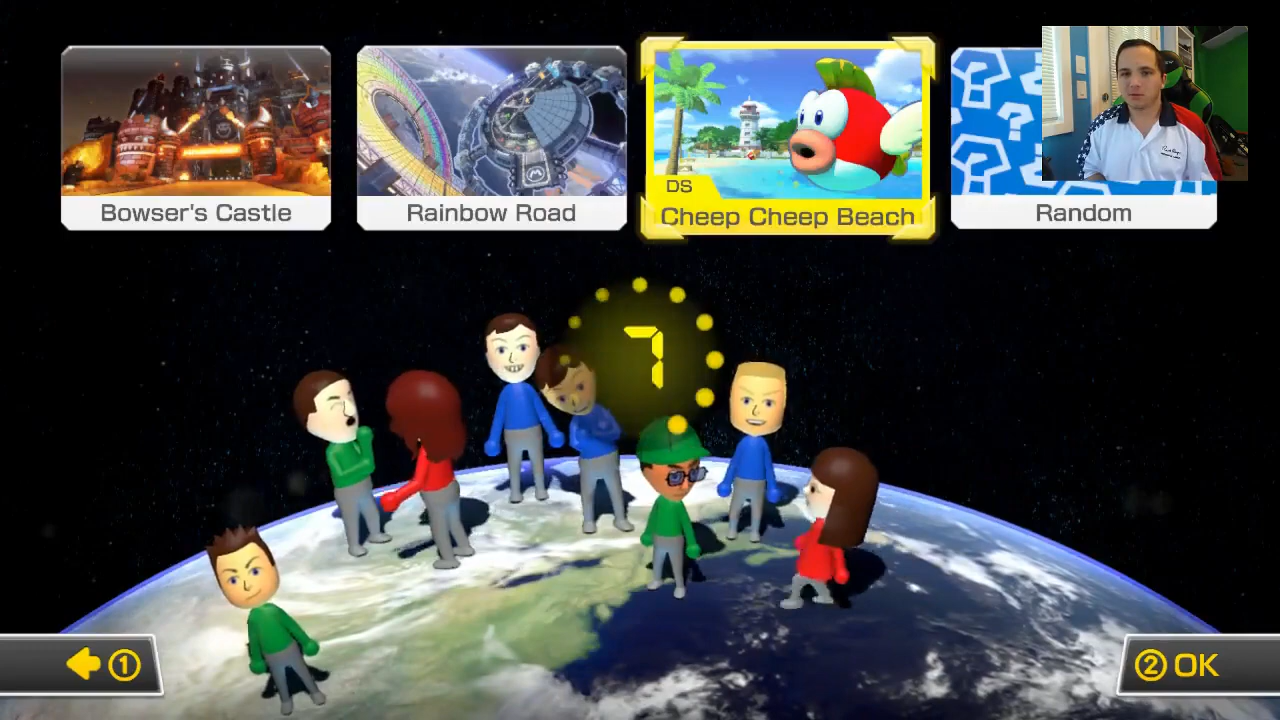 Bowser's Castle
Rainbow Road
DS
Cheep Cheep Beach
Random
7
1
2 OK